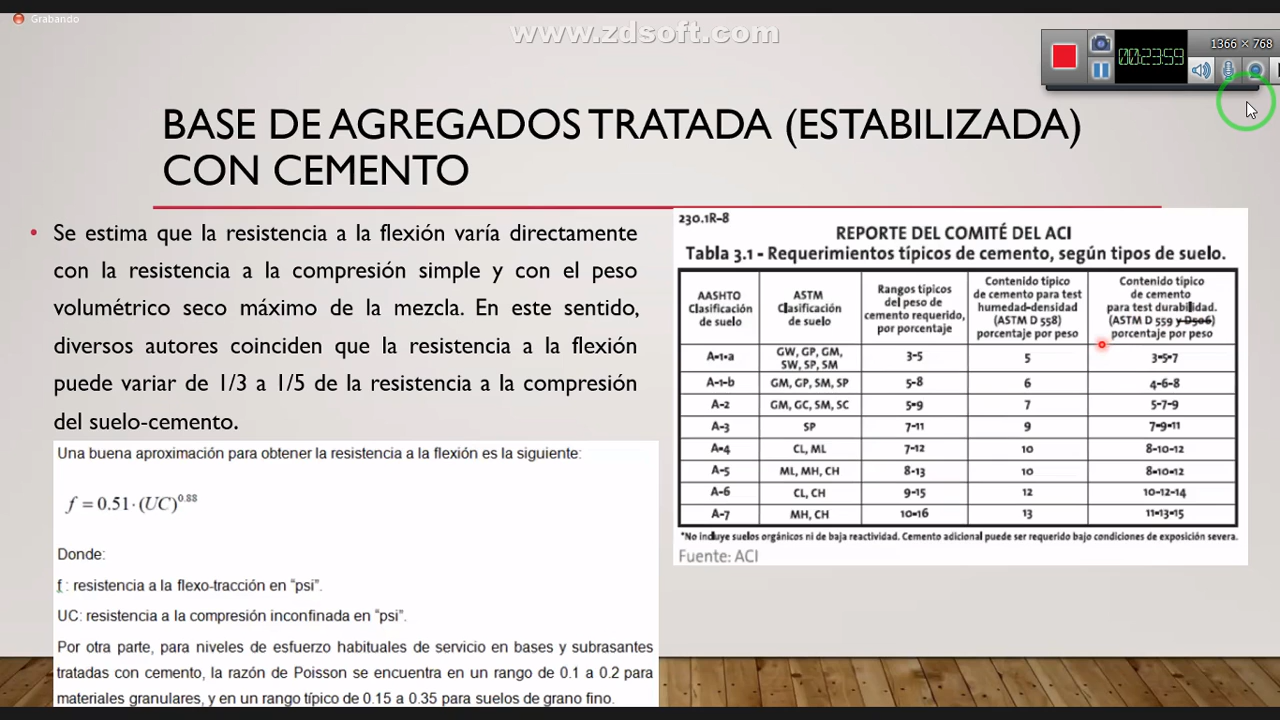 Grabando
www.zdsoft.com
1366 × 768
00:23:59
BASE DE AGREGADOS TRATADA (ESTABILIZADA)
CON CEMENTO
• Se estima que la resistencia a la flexión varía directamente
con la resistencia a la compresión simple y con el peso
volumétrico seco máximo de la mezcla. En este sentido,
diversos autores coinciden que la resistencia a la flexión
puede variar de 1/3 a 1/5 de la resistencia a la compresión
del suelo-cemento.
Una buena aproximación para obtener la resistencia a la flexión es la siguiente:
f = 0.51·(UC)^0.88
Donde:
f : resistencia a la flexo-tracción en “psi”.
UC: resistencia a la compresión inconfinada en “psi”.
Por otra parte, para niveles de esfuerzo habituales de servicio en bases y subrasantes
tratadas con cemento, la razón de Poisson se encuentra en un rango de 0.1 a 0.2 para
materiales granulares, y en un rango típico de 0.15 a 0.35 para suelos de grano fino.
230.1R-8
REPORTE DEL COMITÉ DEL ACI
Tabla 3.1 - Requerimientos típicos de cemento, según tipos de suelo.
AASHTO
Clasificación
de suelo
ASTM
Clasificación
de suelo
Rangos típicos
del peso de
cemento requerido,
por porcentaje
Contenido típico
de cemento para test
humedad-densidad
(ASTM D 558)
porcentaje por peso
Contenido típico
de cemento
para test durabilidad.
(ASTM D 559 y D506)
porcentaje por peso
A-1-a GW, GP, GM, SW, SP, SM 3-5 5 3-5-7
A-1-b GM, GP, SM, SP 5-8 6 4-6-8
A-2 GM, GC, SM, SC 5-9 7 5-7-9
A-3 SP 7-11 9 7-9-11
A-4 CL, ML 7-12 10 8-10-12
A-5 ML, MH, CH 8-13 10 8-10-12
A-6 CL, CH 9-15 12 10-12-14
A-7 MH, CH 10-16 13 11-13-15
*No incluye suelos orgánicos ni de baja reactividad. Cemento adicional puede ser requerido bajo condiciones de exposición severa.
Fuente: ACI